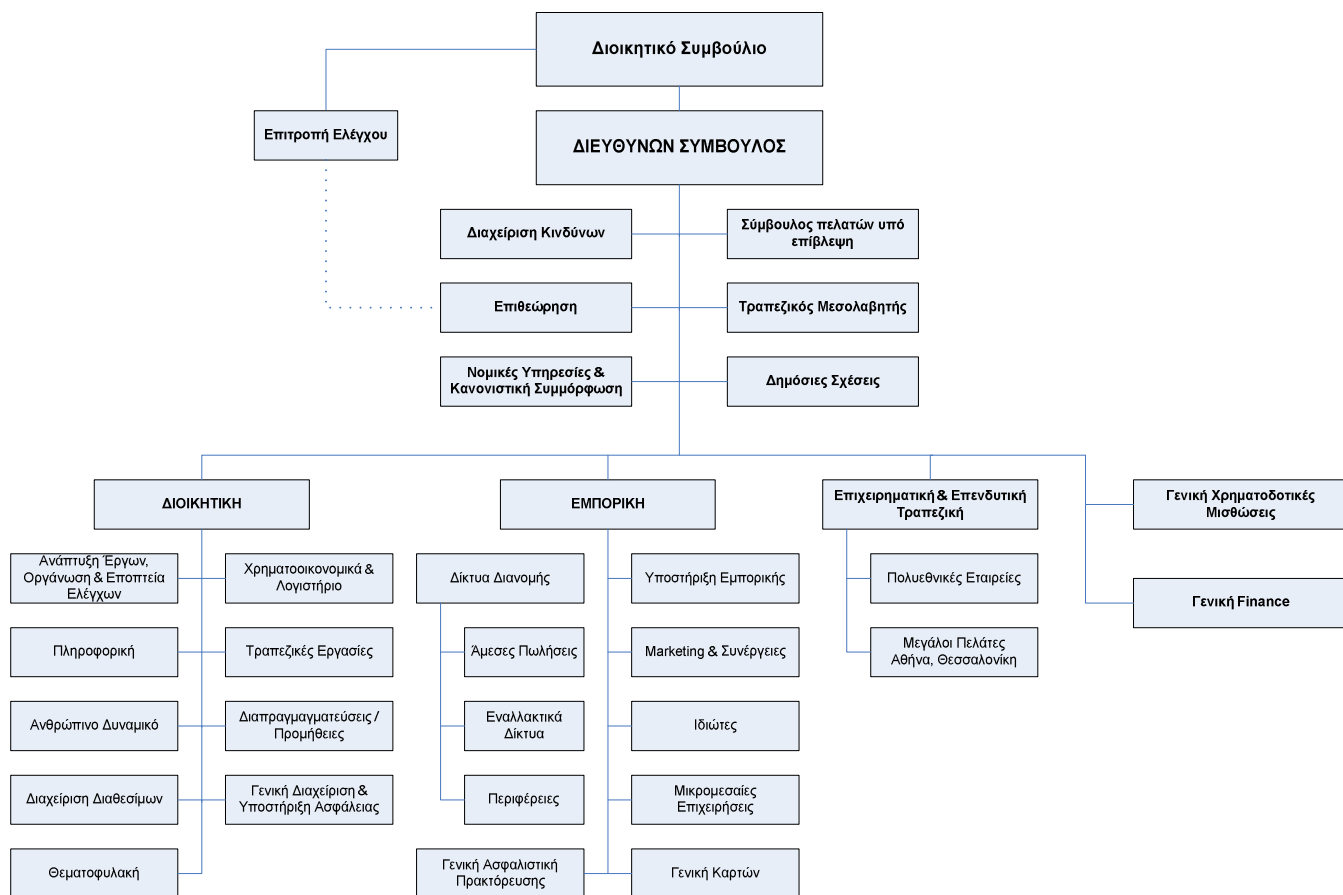 Διοικητικό Συμβούλιο
Επιτροπή Ελέγχου
ΔΙΕΥΘΥΝΩΝ ΣΥΜΒΟΥΛΟΣ
Διαχείριση Κινδύνων
Σύμβουλος πελατών υπό
επίβλεψη
Επιθεώρηση
Τραπεζικός Μεσολαβητής
Νομικές Υπηρεσίες &
Κανονιστική Συμμόρφωση
Δημόσιες Σχέσεις
ΔΙΟΙΚΗΤΙΚΗ
ΕΜΠΟΡΙΚΗ
Επιχειρηματική & Επενδυτική
Τραπεζική
Γενική Χρηματοδοτικές
Μισθώσεις
Ανάπτυξη Έργων,
Οργάνωση & Εποπτεία
Ελέγχων
Χρηματοοικονομικά &
Λογιστήριο
Δίκτυα Διανομής
Υποστήριξη Εμπορικής
Πολυεθνικές Εταιρείες
Γενική Finance
Πληροφορική
Τραπεζικές Εργασίες
Άμεσες Πωλήσεις
Marketing & Συνέργειες
Μεγάλοι Πελάτες
Αθήνα, Θεσσαλονίκη
Ανθρώπινο Δυναμικό
Διαπραγμαγματεύσεις /
Προμήθειες
Εναλλακτικά
Δίκτυα
Ιδιώτες
Διαχείριση Διαθεσίμων
Γενική Διαχείριση &
Υποστήριξη Ασφάλειας
Περιφέρειες
Μικρομεσαίες
Επιχειρήσεις
Θεματοφυλακή
Γενική Ασφαλιστική
Πρακτόρευσης
Γενική Καρτών